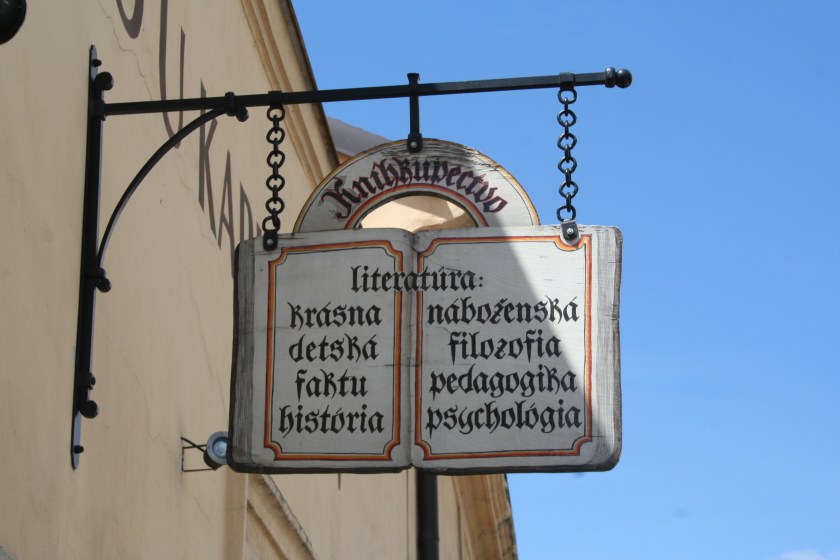 Kníhkupectvo
literatúra:
krásna
detská
faktu
história
náboženská
filozofia
pedagogika
psychológia